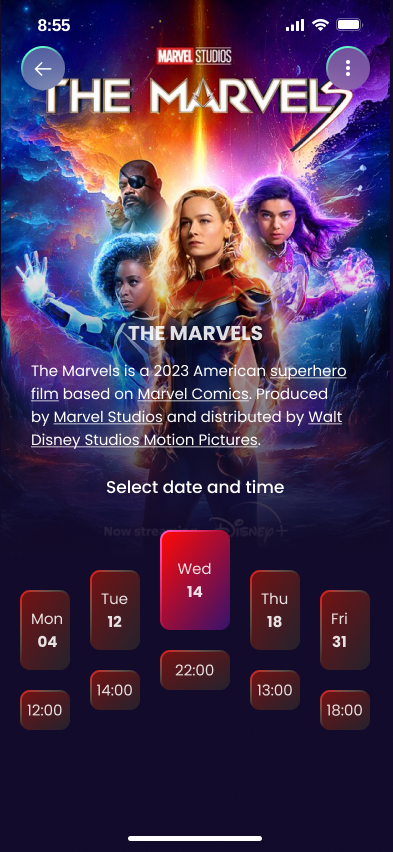 8:55
MARVEL STUDIOS
THE MARVELS
THE MARVELS
The Marvels is a 2023 American superhero
film based on Marvel Comics. Produced
by Marvel Studios and distributed by Walt
Disney Studios Motion Pictures.
Select date and time
Now streaming Disney+
Mon Tue Wed Thu Fri
04 12 14 18 31
12:00 14:00 22:00 13:00 18:00